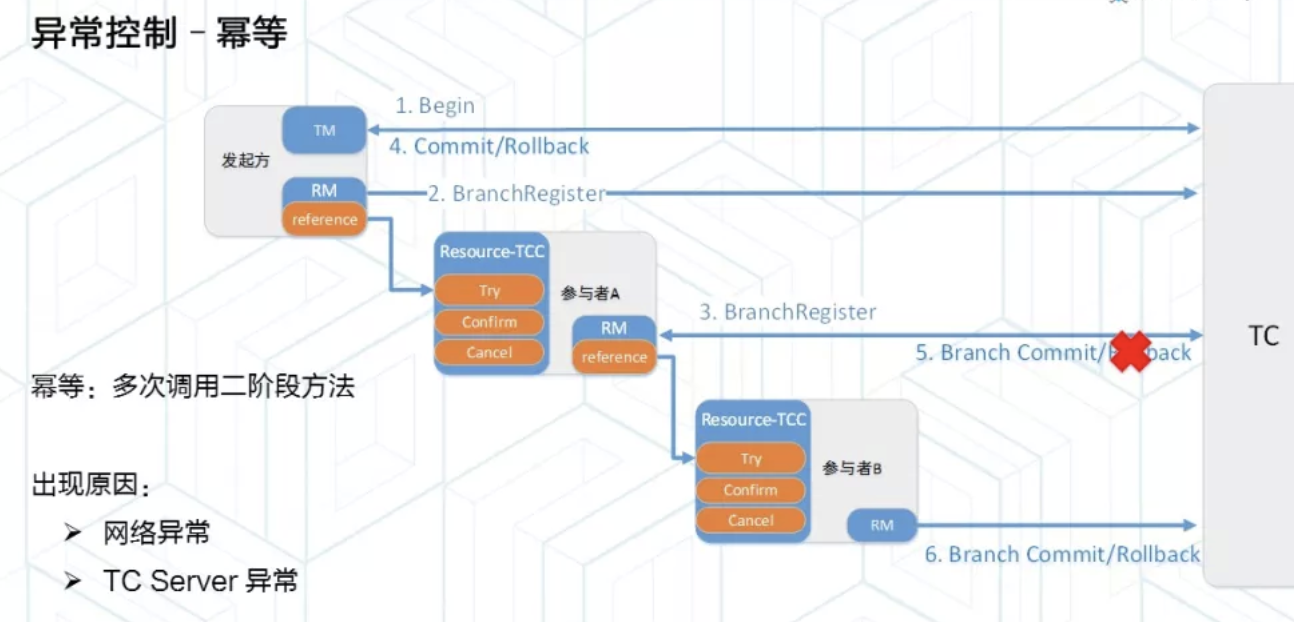 异常控制 – 幂等
1. Begin
TM
4. Commit/Rollback
发起方
RM
2. BranchRegister
reference
Resource-TCC
Try
参与者A
Confirm
RM
Cancel
reference
3. BranchRegister
TC
5. Branch Commit/ back
幂等：多次调用二阶段方法
Resource-TCC
Try
参与者B
Confirm
Cancel
RM
6. Branch Commit/Rollback
出现原因：
➢ 网络异常
➢ TC Server 异常